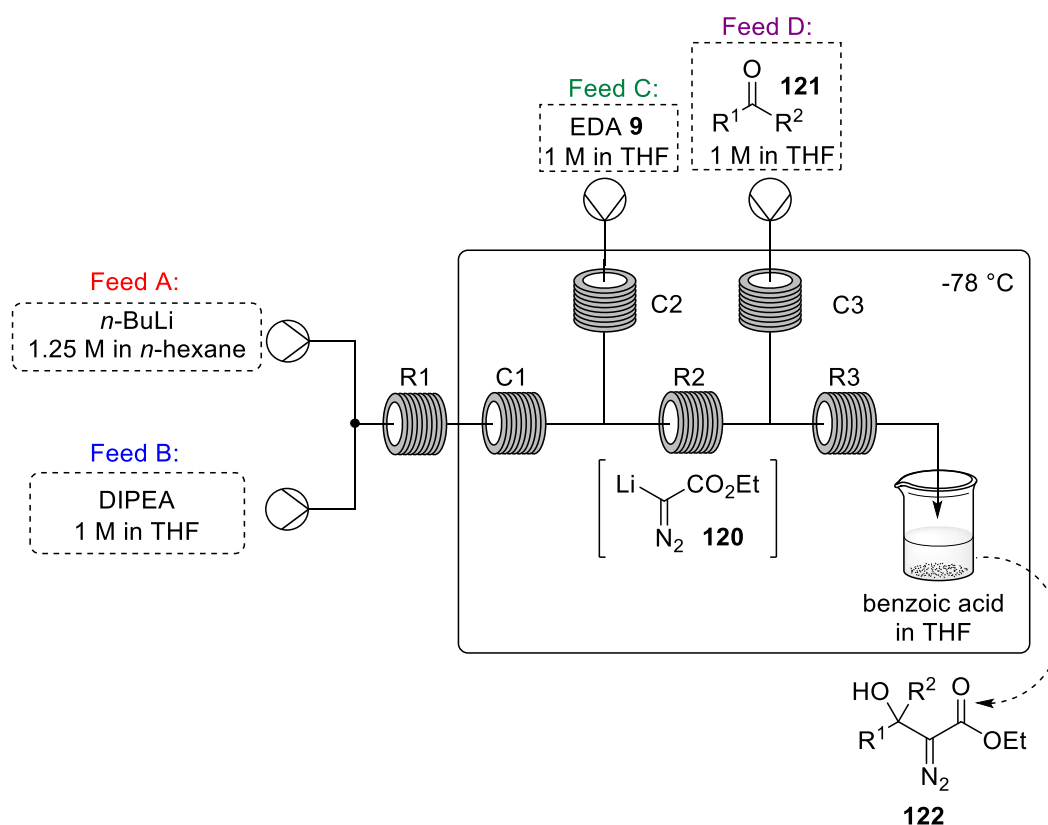 Feed D:
O
121
R1
R2
1 M in THF
Feed C:
EDA 9
1 M in THF
-78 °C
Feed A:
n-BuLi
1.25 M in n-hexane
C2
C3
R1
C1
R2
R3
Feed B:
DIPEA
1 M in THF
Li
CO2Et
N2
120
benzoic acid
in THF
HO
R2
O
R1
OEt
N2
122